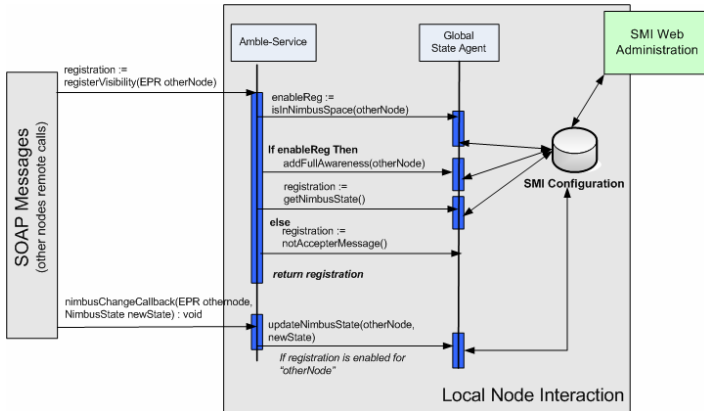 Amble-Service
Global
State Agent
SMI Web
Administration
registration :=
registerVisibility(EPR otherNode)
enableReg :=
isInNimbusSpace(otherNode)
If enableReg Then
addFullAwareness(otherNode)
registration :=
getNimbusState()
else
registration :=
notAccepterMessage()
return registration
SMI Configuration
SOAP Messages
(other nodes remote calls)
nimbusChangeCallback(EPR othernode,
NimbusState newState) : void
updateNimbusState(otherNode,
newState)
If registration is enabled for
"otherNode"
Local Node Interaction